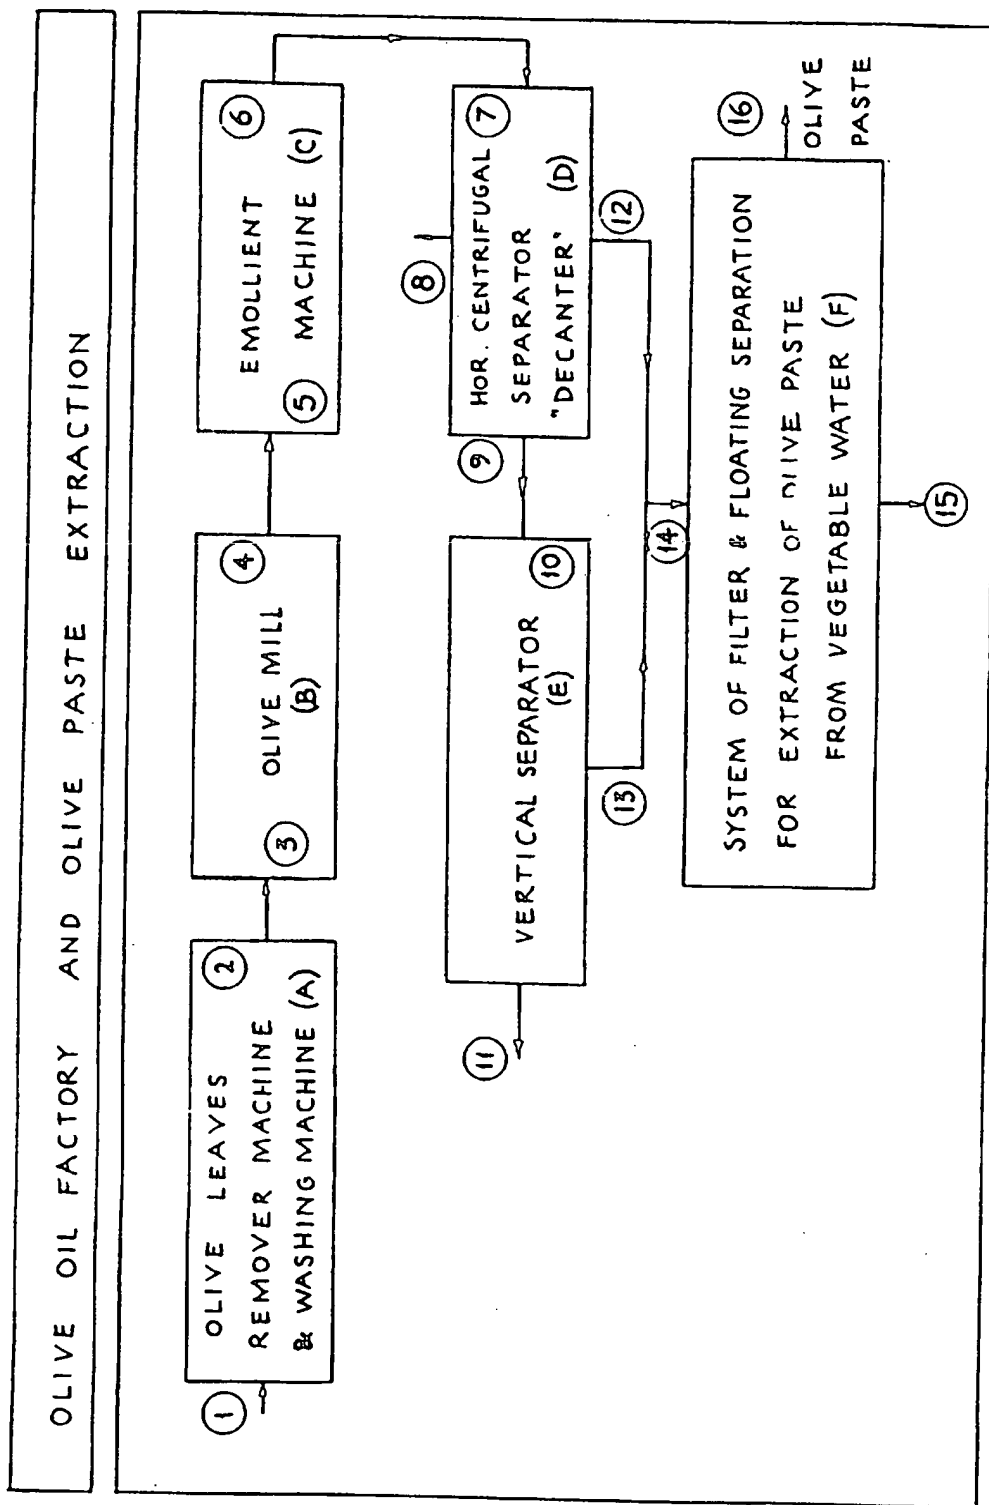 OLIVE OIL FACTORY AND OLIVE PASTE EXTRACTION
1
OLIVE LEAVES
2
REMOVER MACHINE
& WASHING MACHINE (A)
3
OLIVE MILL
(B)
4
5
EMOLLIENT
MACHINE (C)
6
7
HOR. CENTRIFUGAL
SEPARATOR
"DECANTER" (D)
8
9
10
VERTICAL SEPARATOR
(E)
11
12
13
14
SYSTEM OF FILTER & FLOATING SEPARATION
FOR EXTRACTION OF OLIVE PASTE
FROM VEGETABLE WATER (F)
15
16
OLIVE
PASTE